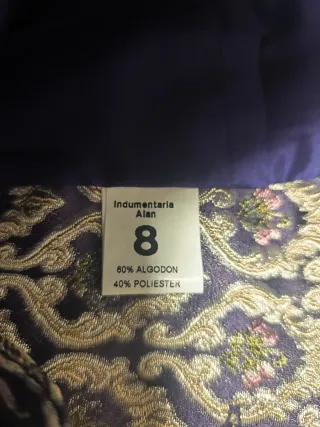 Indumentaria
Alan
8
60% ALGODON
40% POLIESTER